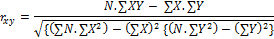 r_xy = N.∑XY − ∑X.∑Y / √{(∑N.∑X²) − (∑X)² {(N.∑Y²) − (∑Y)²}